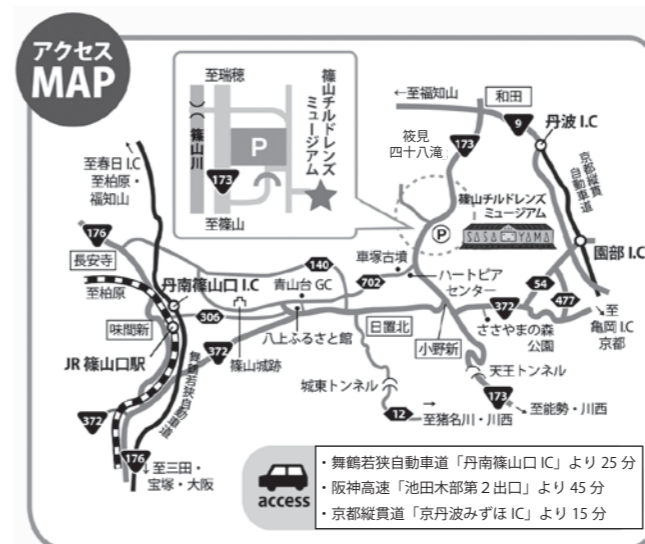 アクセス
MAP
至瑞穂
篠山川
P
173
至篠山
篠山チルドレンズ
ミュージアム
←至福知山
和田
9
丹波 I.C
筱見
四十八滝
173
京都縦貫
自動車道
至春日 I.C
至柏原・
福知山
篠山チルドレンズ
ミュージアム
SASAYAMA
P
園部 I.C
176
長安寺
至柏原
丹南篠山口 I.C
140
車塚古墳
青山台 GC
702
ハートピア
センター
54
477
味間新
306
八上ふるさと館
日置北
372
ささやまの森
公園
至
亀岡 I.C
京都
JR 篠山口駅
372
篠山城跡
小野新
舞鶴若狭自動車道
城東トンネル
天王トンネル
372
12
→
至猪名川・川西
173
至能勢・川西
176
至三田・
宝塚・大阪
access
・舞鶴若狭自動車道「丹南篠山口 IC」より 25 分
・阪神高速「池田木部第２出口」より 45 分
・京都縦貫道「京丹波みずほ IC」より 15 分